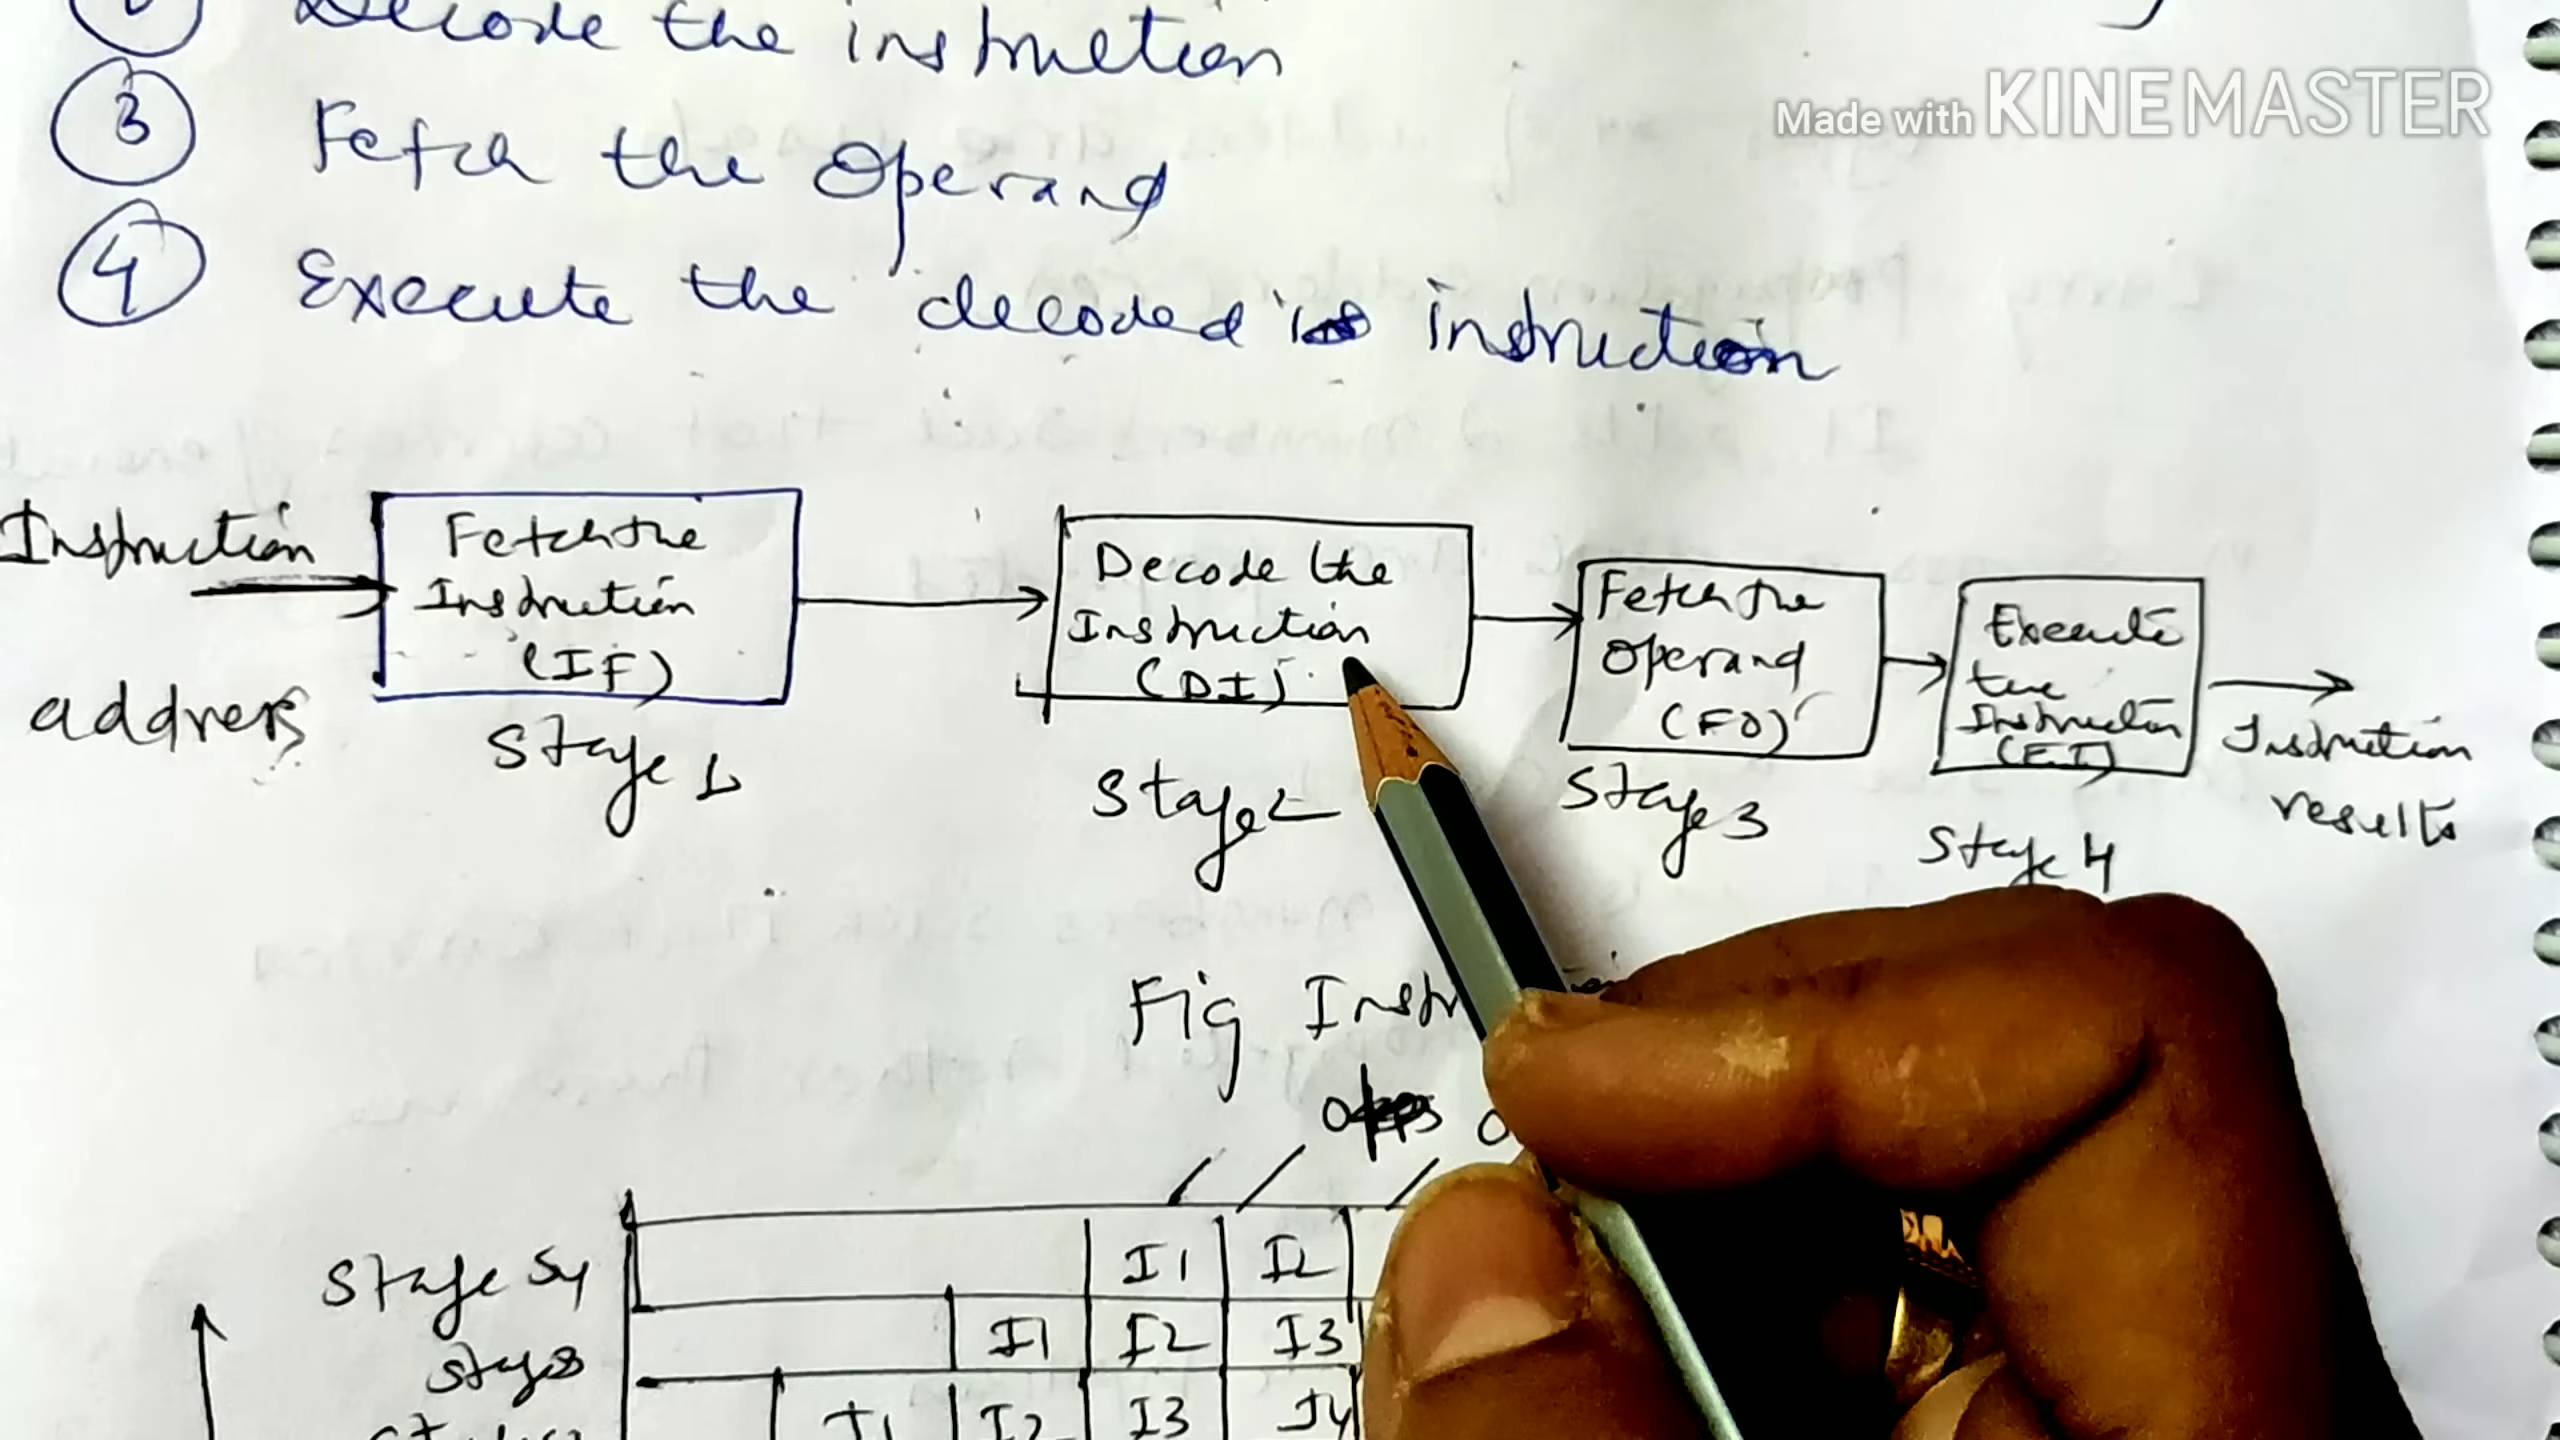 Decode the instruction
Made with KINEMASTER
3 Fetch the Operand
4 Execute the decoded instruction
Instruction
address
Fetch the
Instruction
(IF)
Stage 1
Decode the
Instruction
(DI)
Stage 2
Fetch the
Operand
(FO)
Stage 3
Execute
the
Instruction
(EI)
Stage 4
Instruction
results
Fig Instr
Stage S4 I1 I2
I1 I2 I3
I1 I2 I3 I4